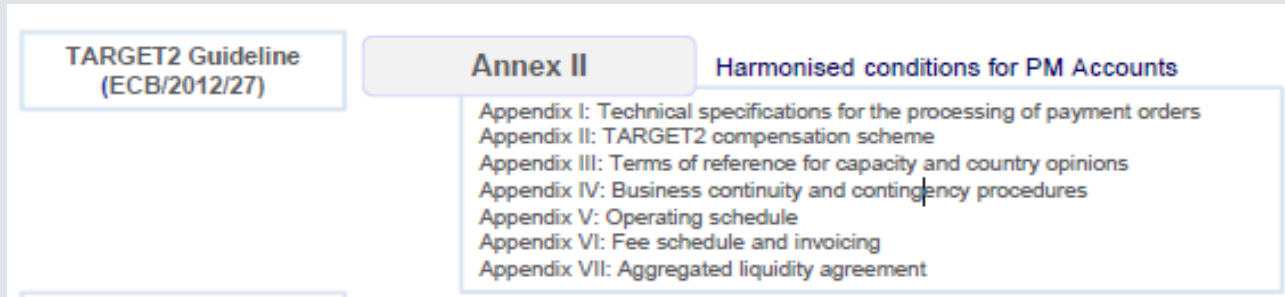 TARGET2 Guideline
(ECB/2012/27)
Annex II
Harmonised conditions for PM Accounts
Appendix I: Technical specifications for the processing of payment orders
Appendix II: TARGET2 compensation scheme
Appendix III: Terms of reference for capacity and country opinions
Appendix IV: Business continuity and contingency procedures
Appendix V: Operating schedule
Appendix VI: Fee schedule and invoicing
Appendix VII: Aggregated liquidity agreement